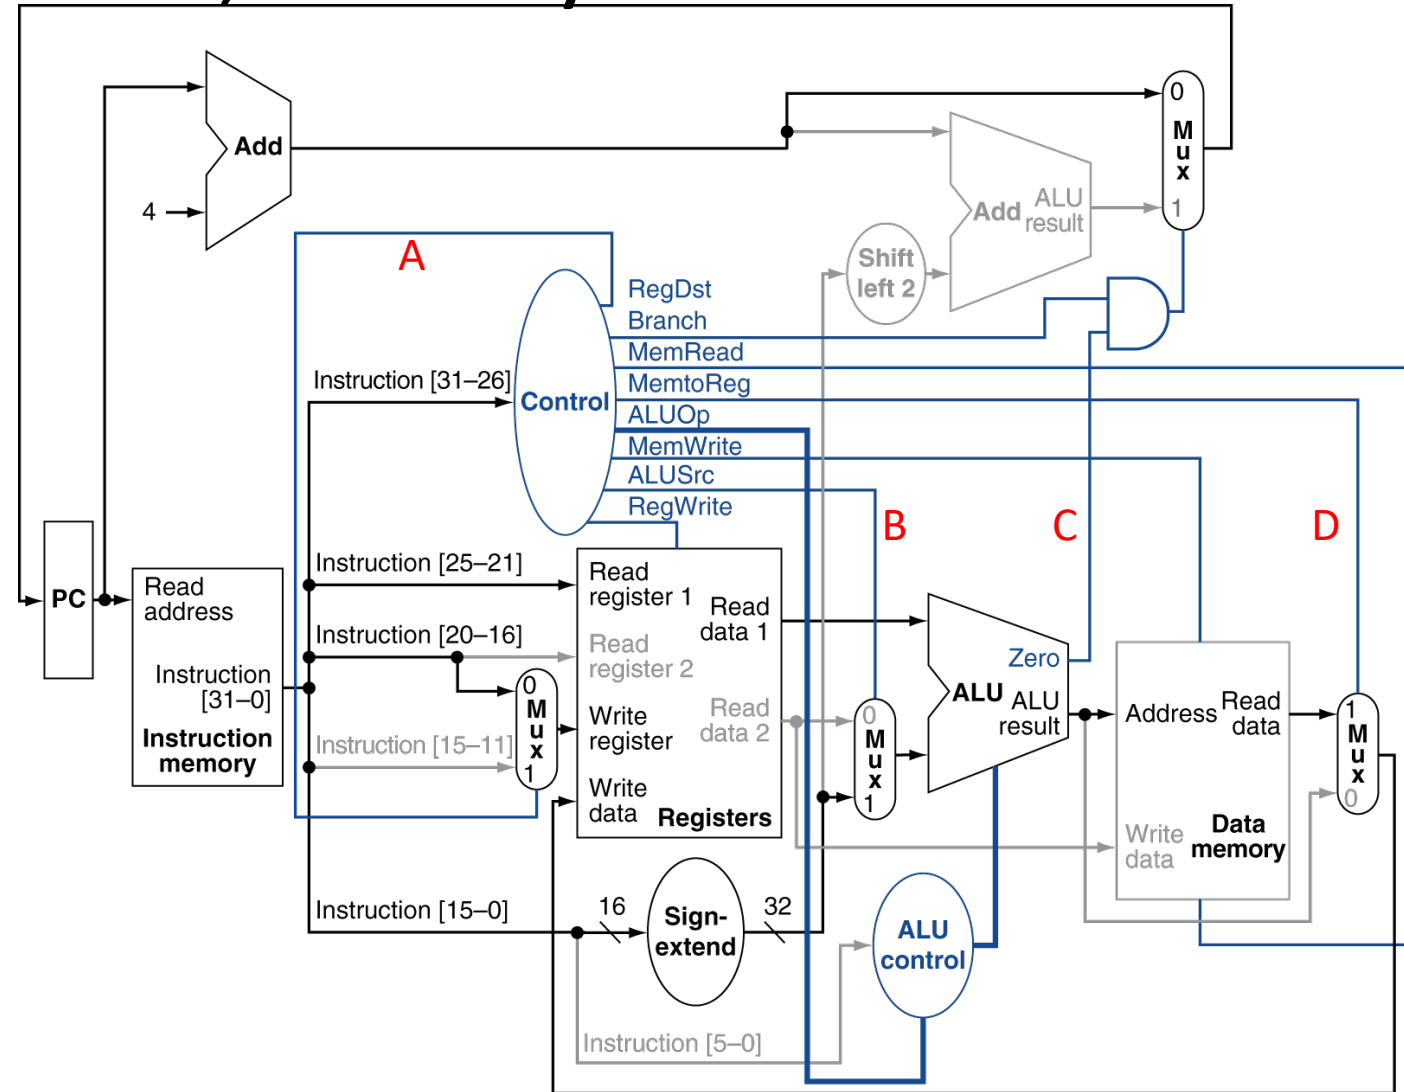 Add
4
0
Mux
1
Add
ALU
result
Shift
left 2
A
RegDst
Branch
MemRead
MemtoReg
ALUOp
MemWrite
ALUSrc
RegWrite
Control
Instruction [31–26]
B
C
D
PC
Read
address
Instruction
[31–0]
Instruction
memory
Instruction [25–21]
Instruction [20–16]
Instruction [15–11]
0
Mux
1
Read
register 1
Read
data 1
Read
register 2
Read
data 2
Write
register
Write
data
Registers
0
Mux
1
Zero
ALU
ALU
result
Address
Read
data
Write
data
Data
memory
1
Mux
0
Instruction [15–0]
16
Sign-
extend
32
ALU
control
Instruction [5–0]